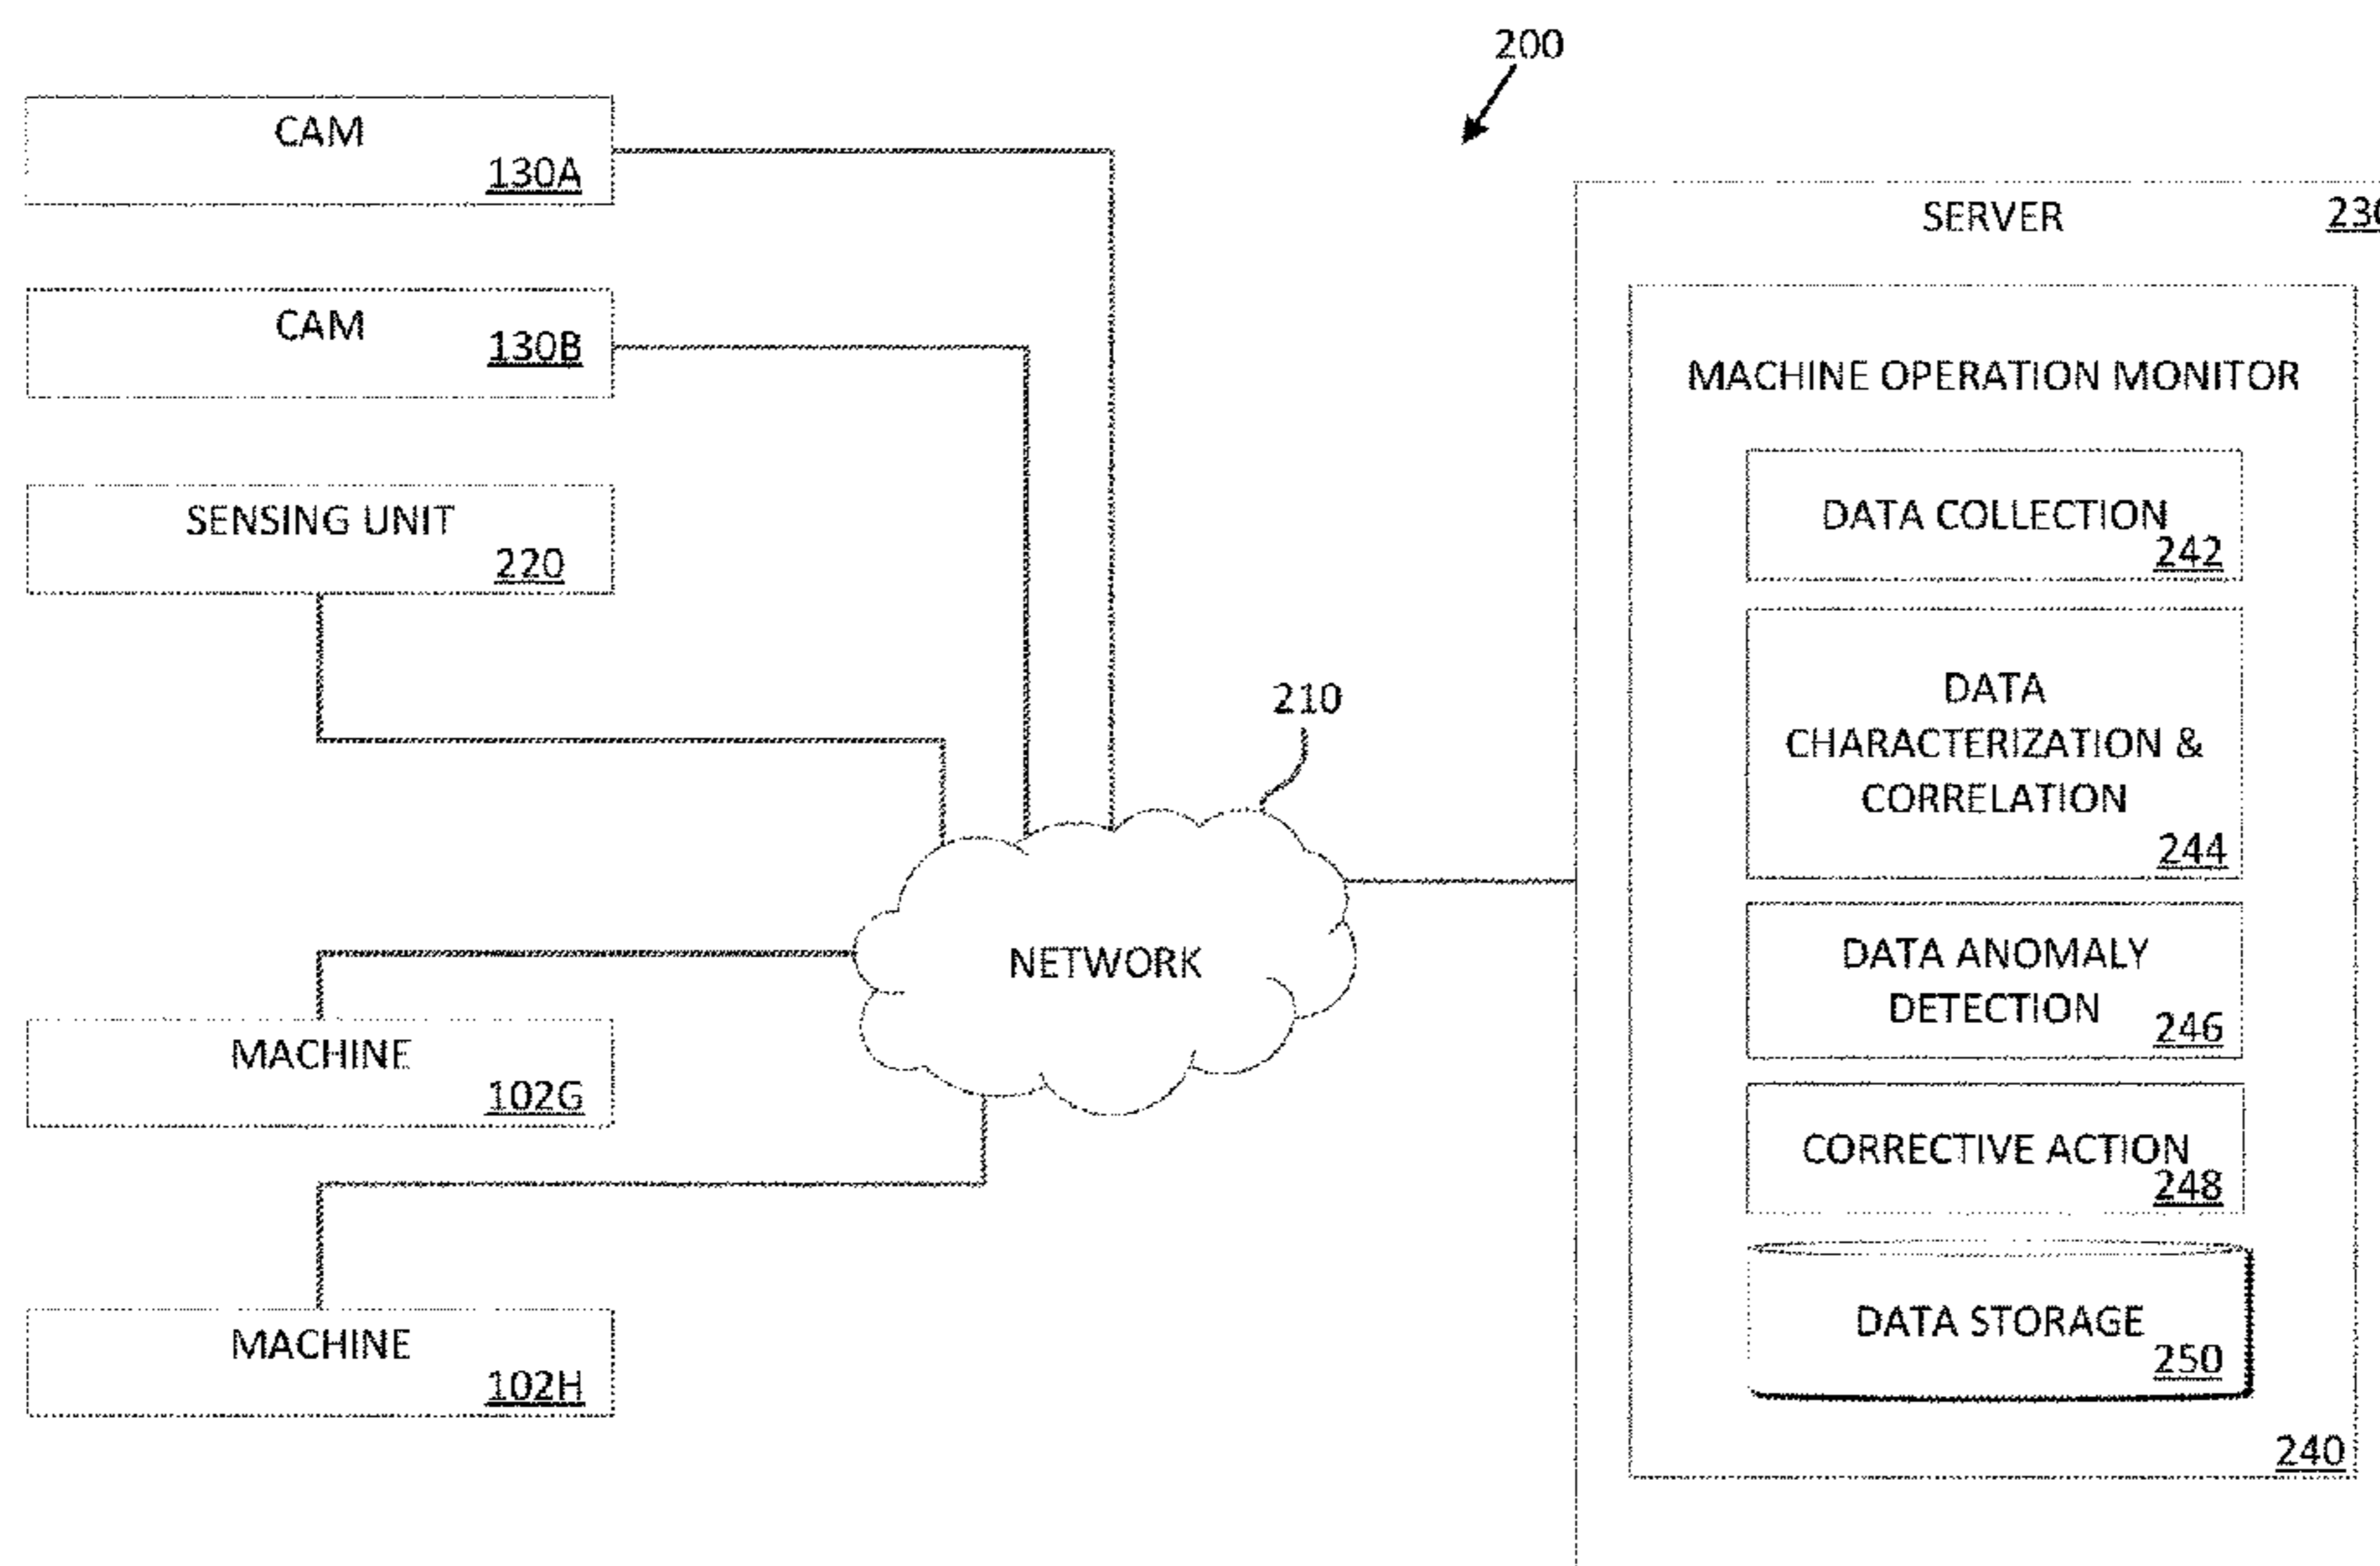 200
CAM
130A
CAM
130B
SENSING UNIT
220
210
NETWORK
MACHINE
102G
MACHINE
102H
SERVER
MACHINE OPERATION MONITOR
DATA COLLECTION
242
DATA
CHARACTERIZATION &
CORRELATION
244
DATA ANOMALY
DETECTION
246
CORRECTIVE ACTION
248
DATA STORAGE
250
240